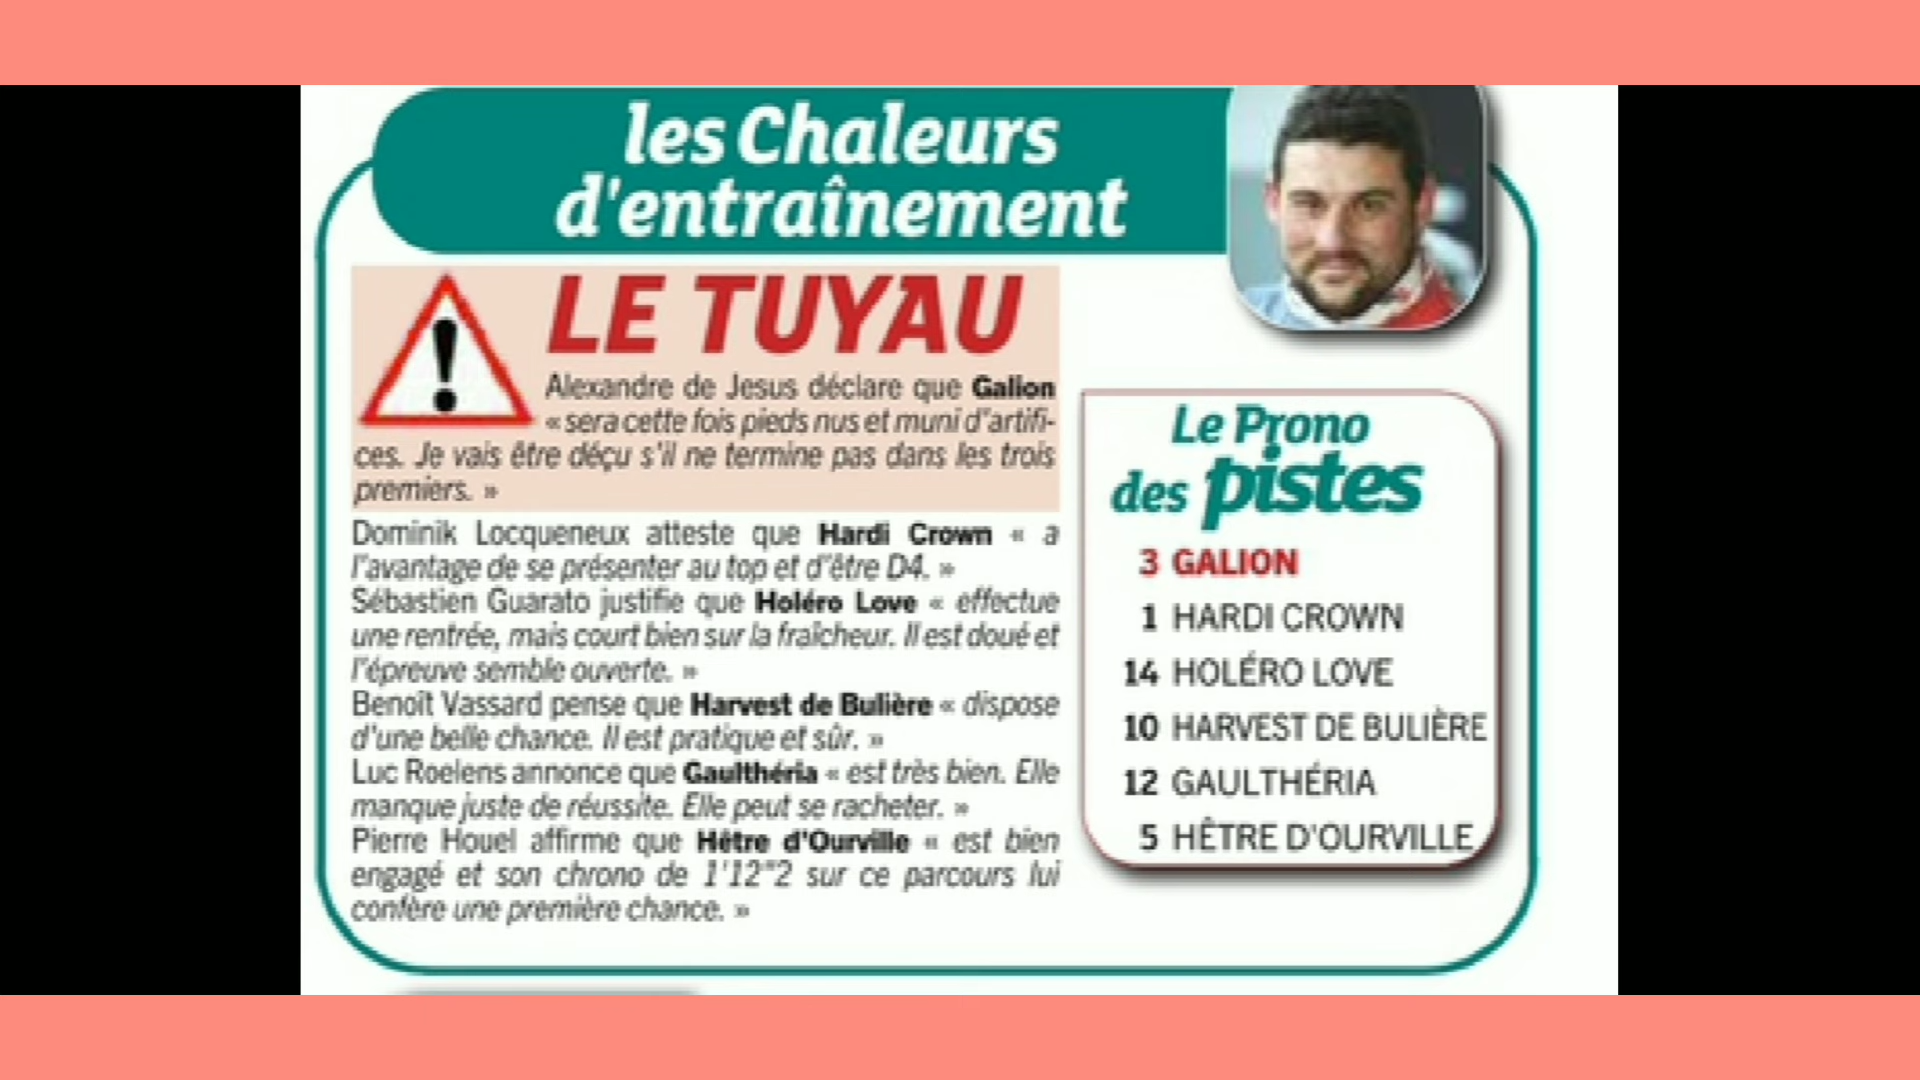 les Chaleurs
d'entraînement
LE TUYAU
Alexandre de Jesus déclare que Galion
« sera cette fois pieds nus et muni d'artifi-
ces. Je vais être déçu s'il ne termine pas dans les trois
premiers. »
Dominik Locqueneux atteste que Hardi Crown « a
l'avantage de se présenter au top et d'être D4. »
Sébastien Guarato justifie que Holéro Love « effectue
une rentrée, mais court bien sur la fraîcheur. Il est doué et
l'épreuve semble ouverte. »
Benoît Vassard pense que Harvest de Bulière « dispose
d'une belle chance. Il est pratique et sûr. »
Luc Roelens annonce que Gaulthéria « est très bien. Elle
manque juste de réussite. Elle peut se racheter. »
Pierre Houel affirme que Hêtre d'Ourville « est bien
engagé et son chrono de 1'12"2 sur ce parcours lui
confère une première chance. »
Le Prono
des pistes
3 GALION
1 HARDI CROWN
14 HOLÉRO LOVE
10 HARVEST DE BULIÈRE
12 GAULTHÉRIA
5 HÊTRE D'OURVILLE